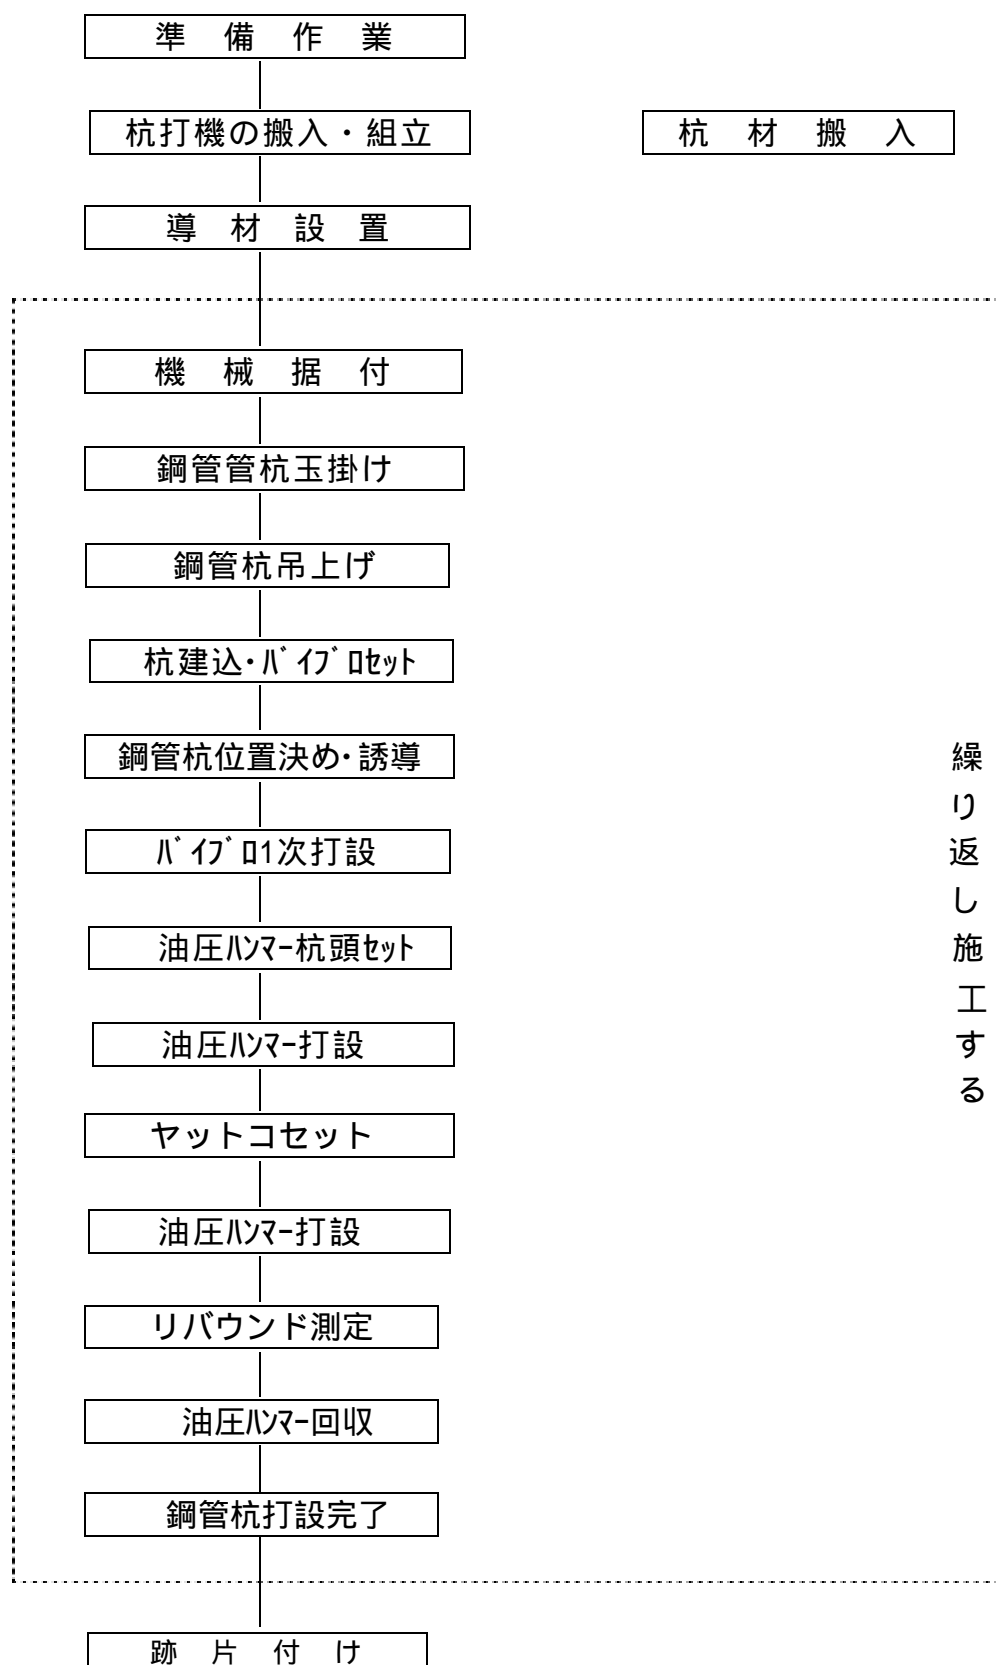 準備作業
杭打機の搬入・組立
杭材搬入
導材設置
機械据付
鋼管管杭玉掛け
鋼管杭吊上げ
杭建込・ﾊﾞｲﾌﾞﾛｾｯﾄ
鋼管杭位置決め・誘導
ﾊﾞｲﾌﾞﾛ1次打設
油圧ﾊﾝﾏｰ杭頭ｾｯﾄ
油圧ﾊﾝﾏｰ打設
ヤットコセット
油圧ﾊﾝﾏｰ打設
リバウンド測定
油圧ﾊﾝﾏｰ回収
鋼管杭打設完了
跡片付け
繰り返し施工する